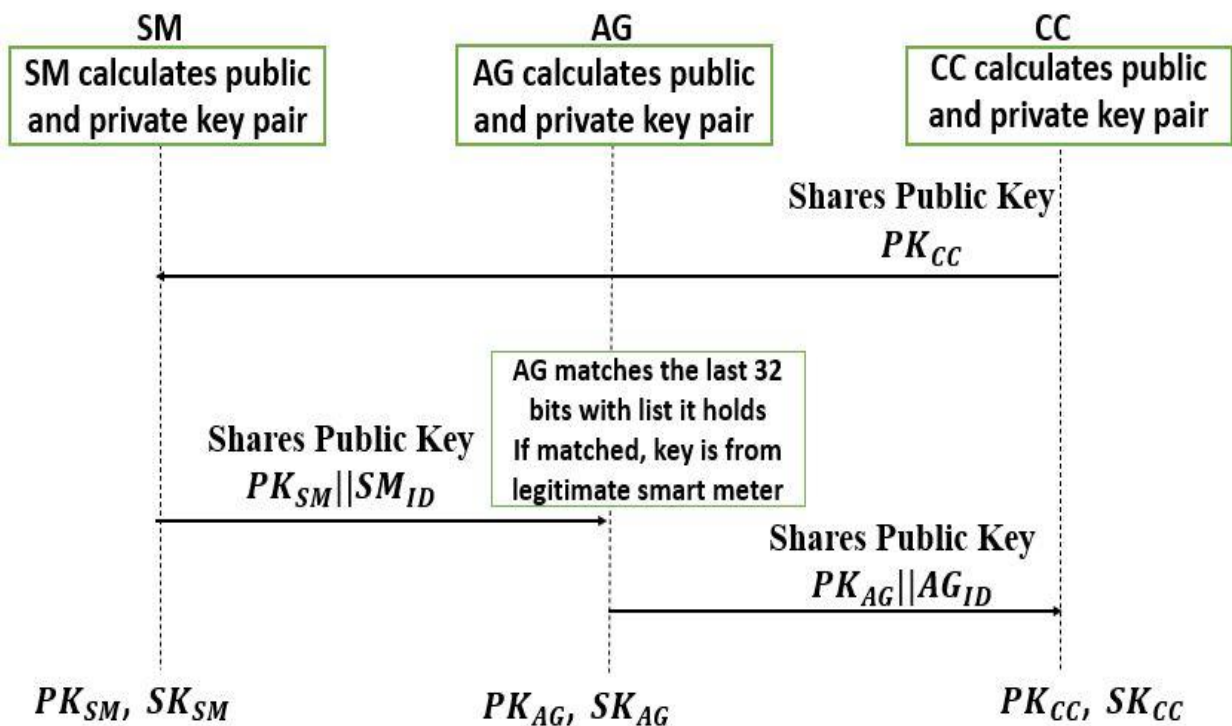 SM
SM calculates public
and private key pair
AG
AG calculates public
and private key pair
CC
CC calculates public
and private key pair
Shares Public Key
PK_CC
AG matches the last 32
bits with list it holds
If matched, key is from
legitimate smart meter
Shares Public Key
PK_SM||SM_ID
Shares Public Key
PK_AG||AG_ID
PK_SM, SK_SM
PK_AG, SK_AG
PK_CC, SK_CC